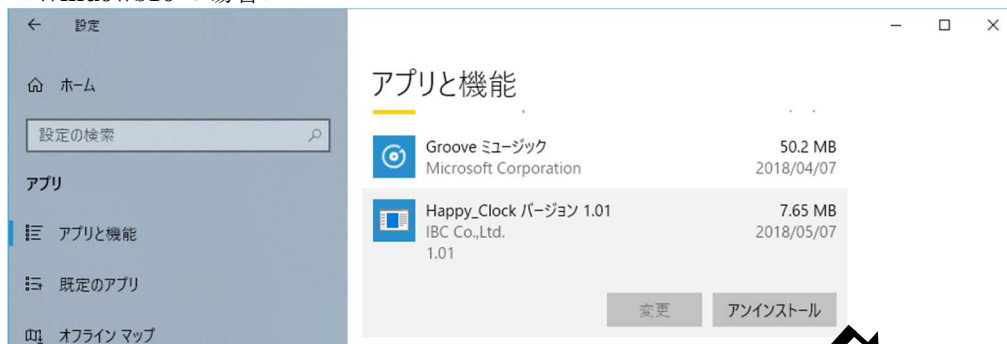 設定
ホーム
設定の検索
アプリ
アプリと機能
既定のアプリ
オフライン マップ
アプリと機能
Groove ミュージック
50.2 MB
Microsoft Corporation
2018/04/07
Happy_Clock バージョン 1.01
7.65 MB
IBC Co.,Ltd.
2018/05/07
1.01
変更
アンインストール